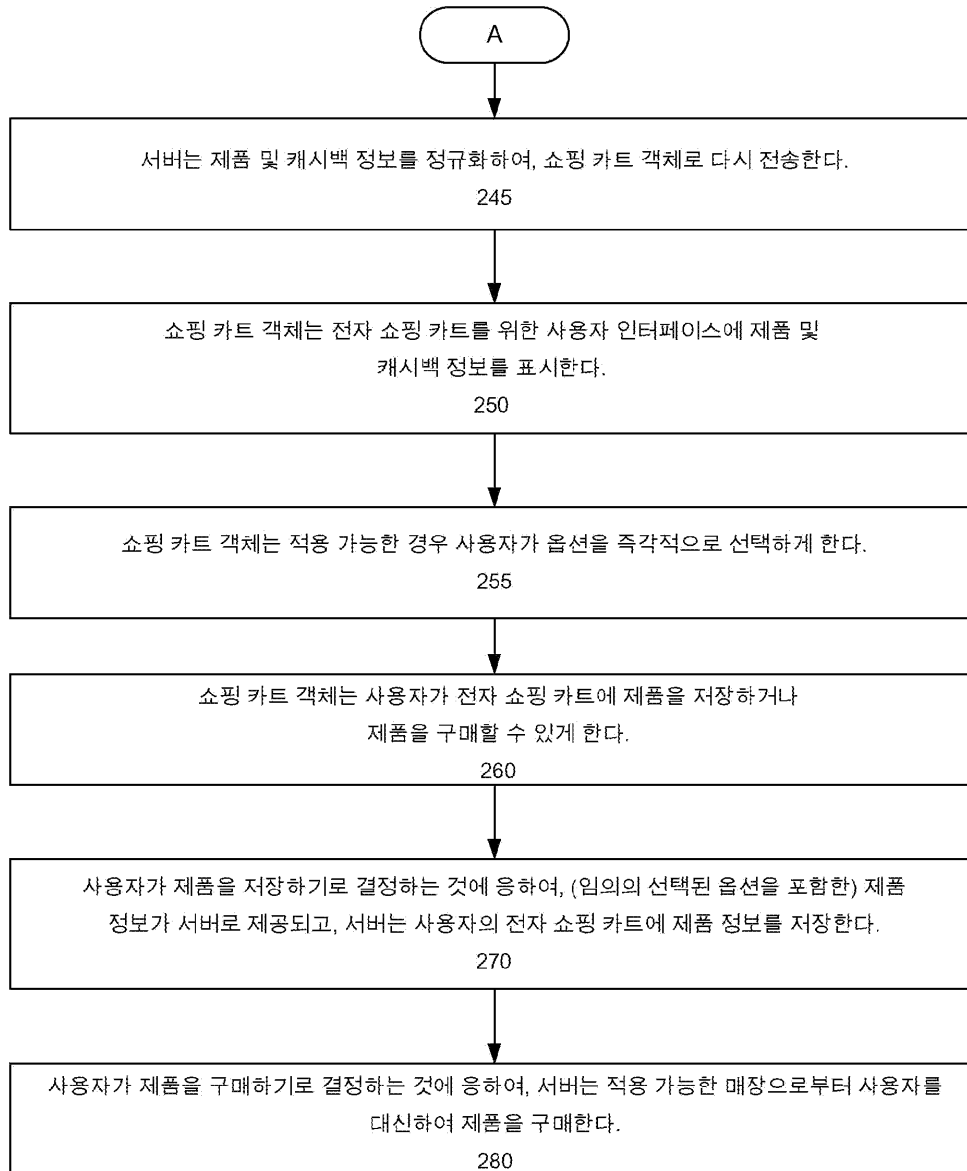 A
서버는 제품 및 캐시백 정보를 정규화하여, 쇼핑 카트 객체로 다시 전송한다.
245
쇼핑 카트 객체는 전자 쇼핑 카트를 위한 사용자 인터페이스에 제품 및
캐시백 정보를 표시한다.
250
쇼핑 카트 객체는 적용 가능한 경우 사용자가 옵션을 즉각적으로 선택하게 한다.
255
쇼핑 카트 객체는 사용자가 전자 쇼핑 카트에 제품을 저장하거나
제품을 구매할 수 있게 한다.
260
사용자가 제품을 저장하기로 결정하는 것에 응하여, (임의의 선택된 옵션을 포함한) 제품
정보가 서버로 제공되고, 서버는 사용자의 전자 쇼핑 카트에 제품 정보를 저장한다.
270
사용자가 제품을 구매하기로 결정하는 것에 응하여, 서버는 적용 가능한 매장으로부터 사용자를
대신하여 제품을 구매한다.
280